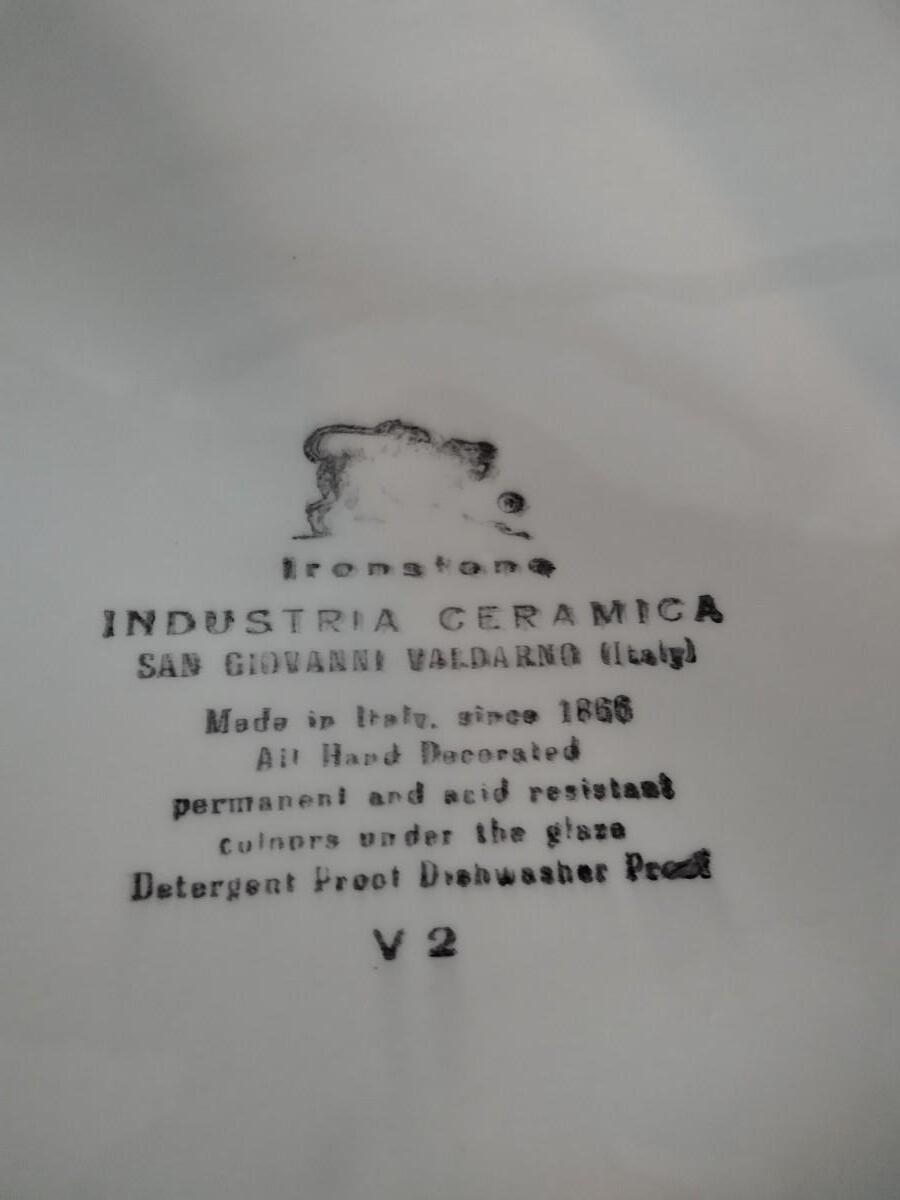 Ironstone
INDUSTRIA CERAMICA
SAN GIOVANNI VALDARNO (Italy)
Made in Italy, since 1866
All Hand Decorated
permanent and acid resistant
colours under the glaze
Detergent Proof Dishwasher Proof
V 2